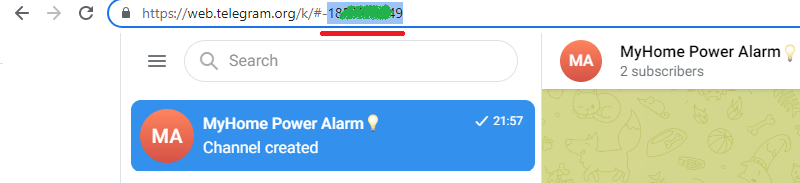 https://web.telegram.org/k/#-18 49
Search
MA
MyHome Power Alarm💡
21:57
Channel created
MA
MyHome Power Alarm💡
2 subscribers